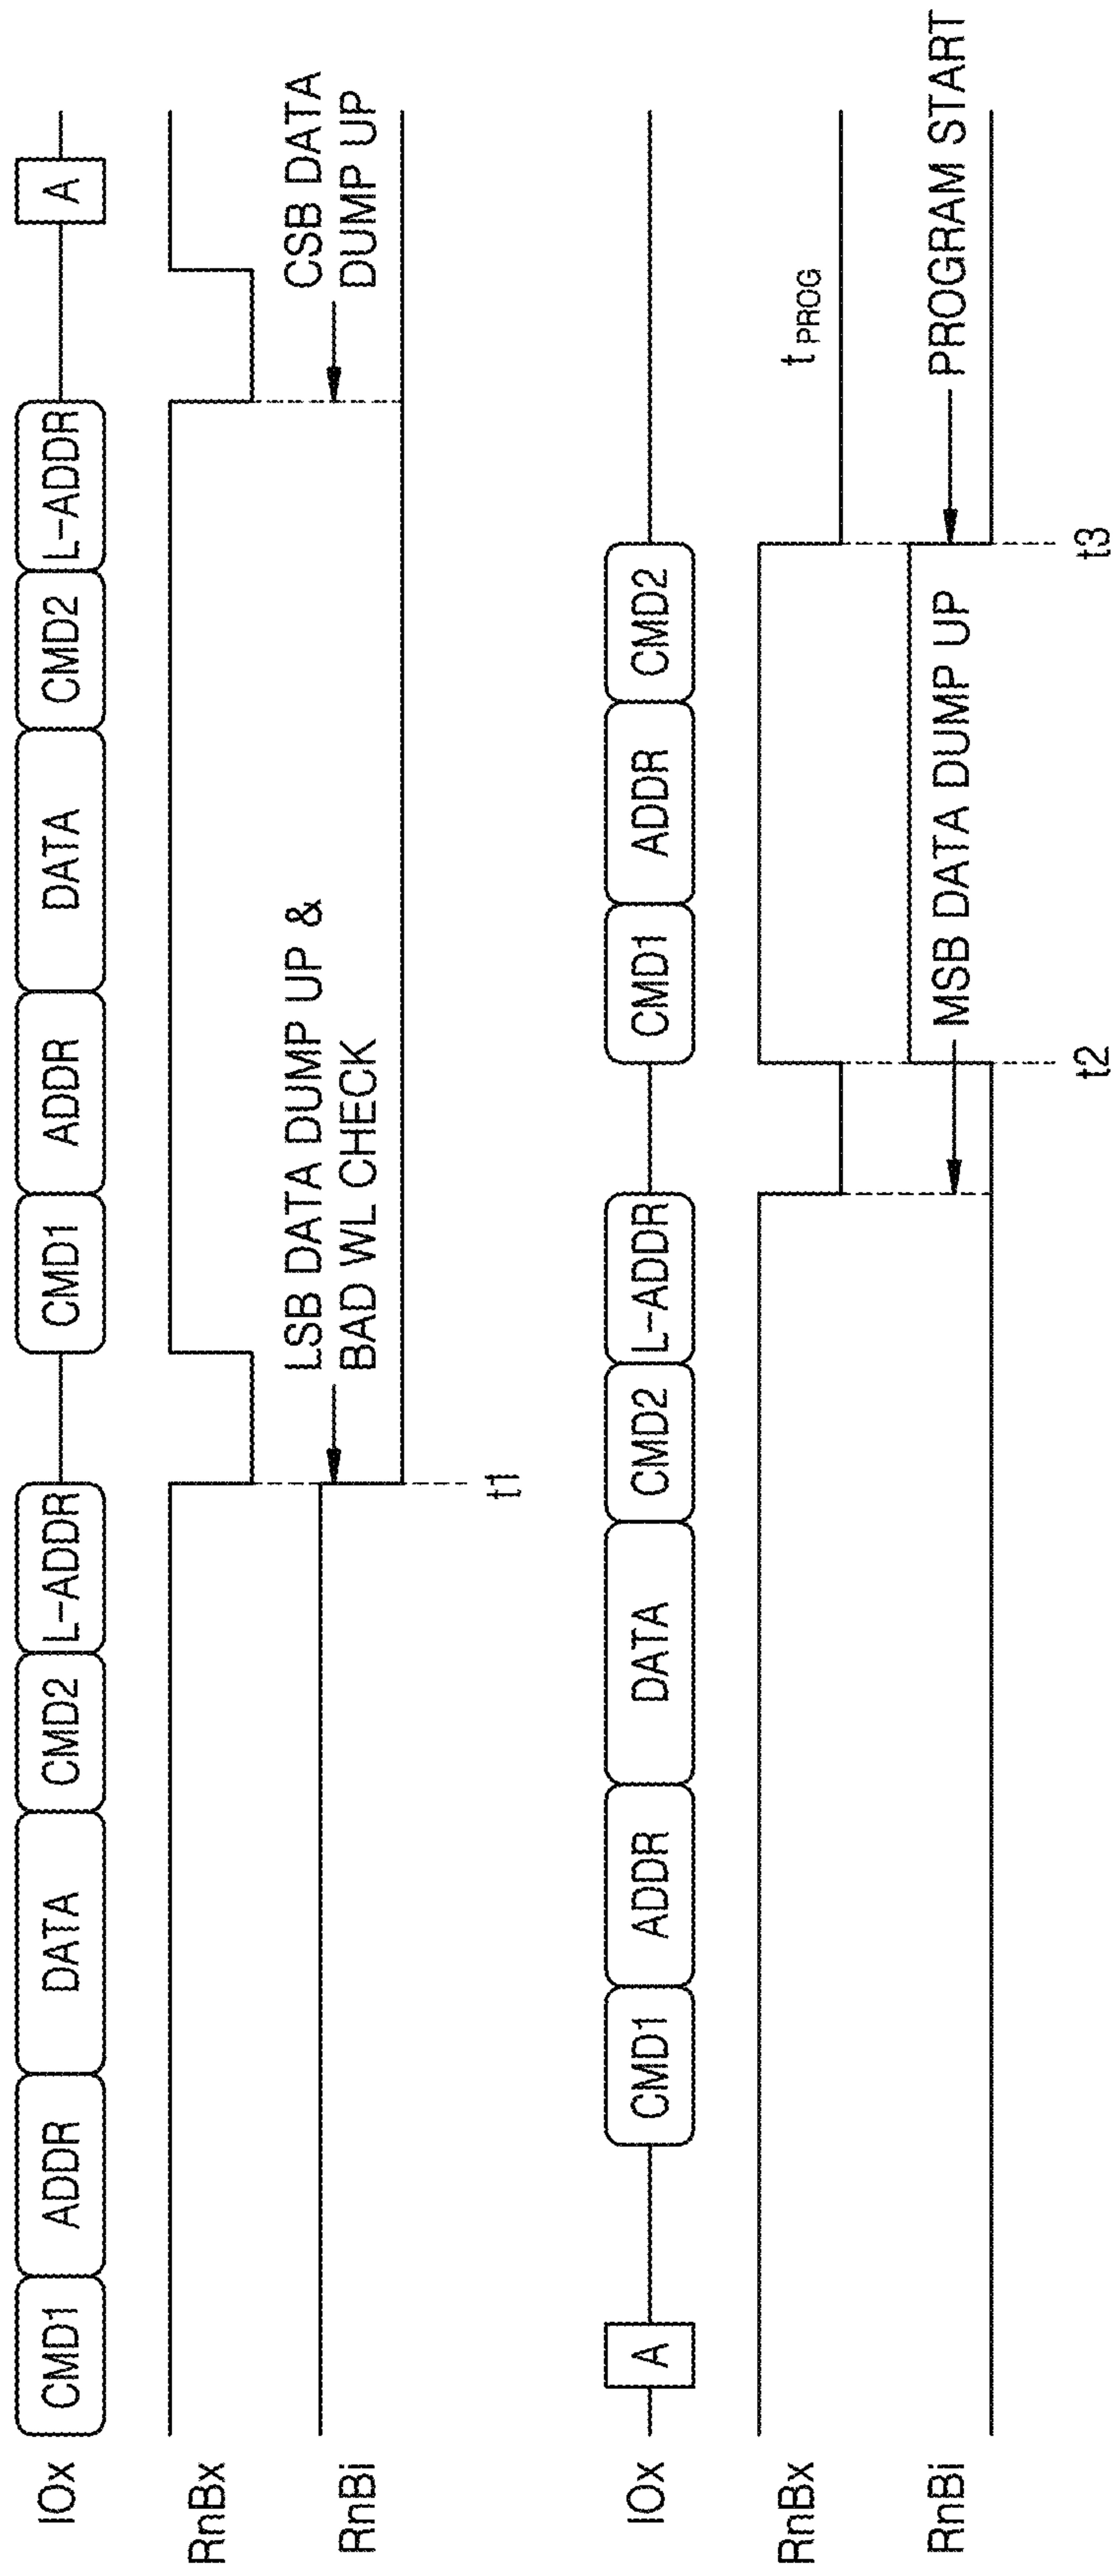 IOx CMD1 ADDR DATA CMD2 L-ADDR CMD1 ADDR DATA CMD2 L-ADDR A
RnBx
LSB DATA DUMP UP &
BAD WL CHECK
CSB DATA
DUMP UP
RnBi
t1
IOx A CMD1 ADDR DATA CMD2 L-ADDR CMD1 ADDR CMD2
RnBx tPROG
RnBi MSB DATA DUMP UP PROGRAM START
t2 t3